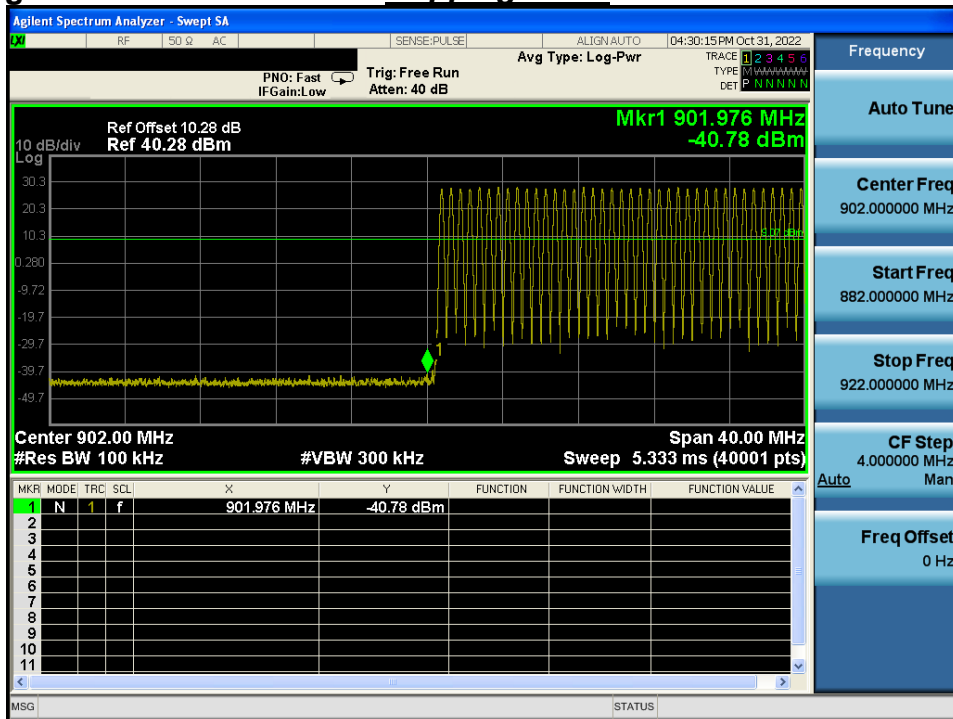 Agilent Spectrum Analyzer - Swept SA
LXI RF 50 Ω AC SENSE:PULSE ALIGN AUTO 04:30:15 PM Oct 31, 2022
Frequency
PNO: Fast
IFGain:Low
Trig: Free Run
Atten: 40 dB
Avg Type: Log-Pwr
TRACE 1 2 3 4 5 6
TYPE M
DET P N N N N N
Auto Tune
Mkr1 901.976 MHz
-40.78 dBm
Ref Offset 10.28 dB
10 dB/div Ref 40.28 dBm
Log
30.3
20.3
10.3
0.280
-9.72
-19.7
-29.7
-39.7
-49.7
9.07 dBm
1
Center Freq
902.000000 MHz
Start Freq
882.000000 MHz
Stop Freq
922.000000 MHz
Center 902.00 MHz Span 40.00 MHz
#Res BW 100 kHz #VBW 300 kHz Sweep 5.333 ms (40001 pts)
CF Step
4.000000 MHz
Auto Man
MKR MODE TRC SCL X Y FUNCTION FUNCTION WIDTH FUNCTION VALUE
1 N 1 f 901.976 MHz -40.78 dBm
2
3
4
5
6
7
8
9
10
11
Freq Offset
0 Hz
MSG STATUS